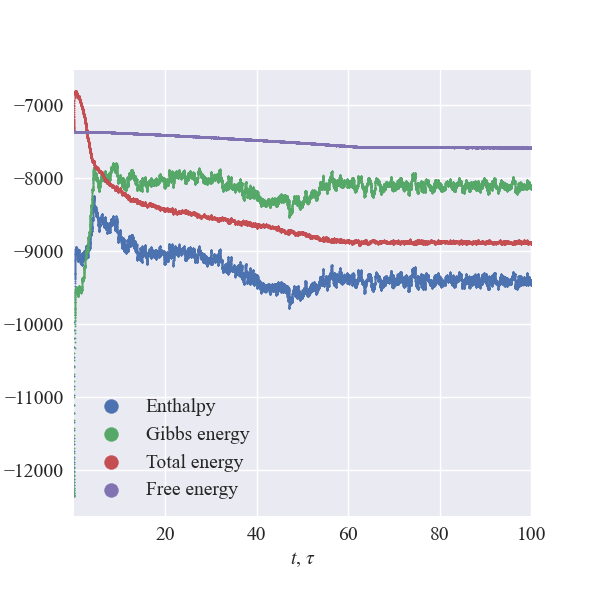 −7000
−8000
−9000
−10000
−11000
−12000
Enthalpy
Gibbs energy
Total energy
Free energy
20 40 60 80 100
t, τ